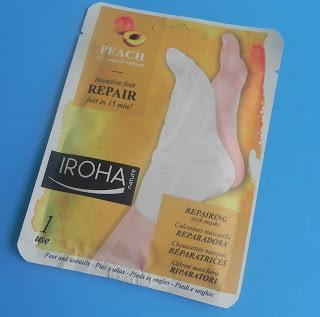 PEACH
Intensive feet
REPAIR
just in 15 min!
IROHA
nature
1
use
REPAIRING
sock masks
Calcetines mascarilla
REPARADORA
Chaussettes masques
RÉPARATRICES
Calzini maschera
RIPARATORI
Feet and toenails - Pies y uñas - Pieds et ongles - Piedi e unghie